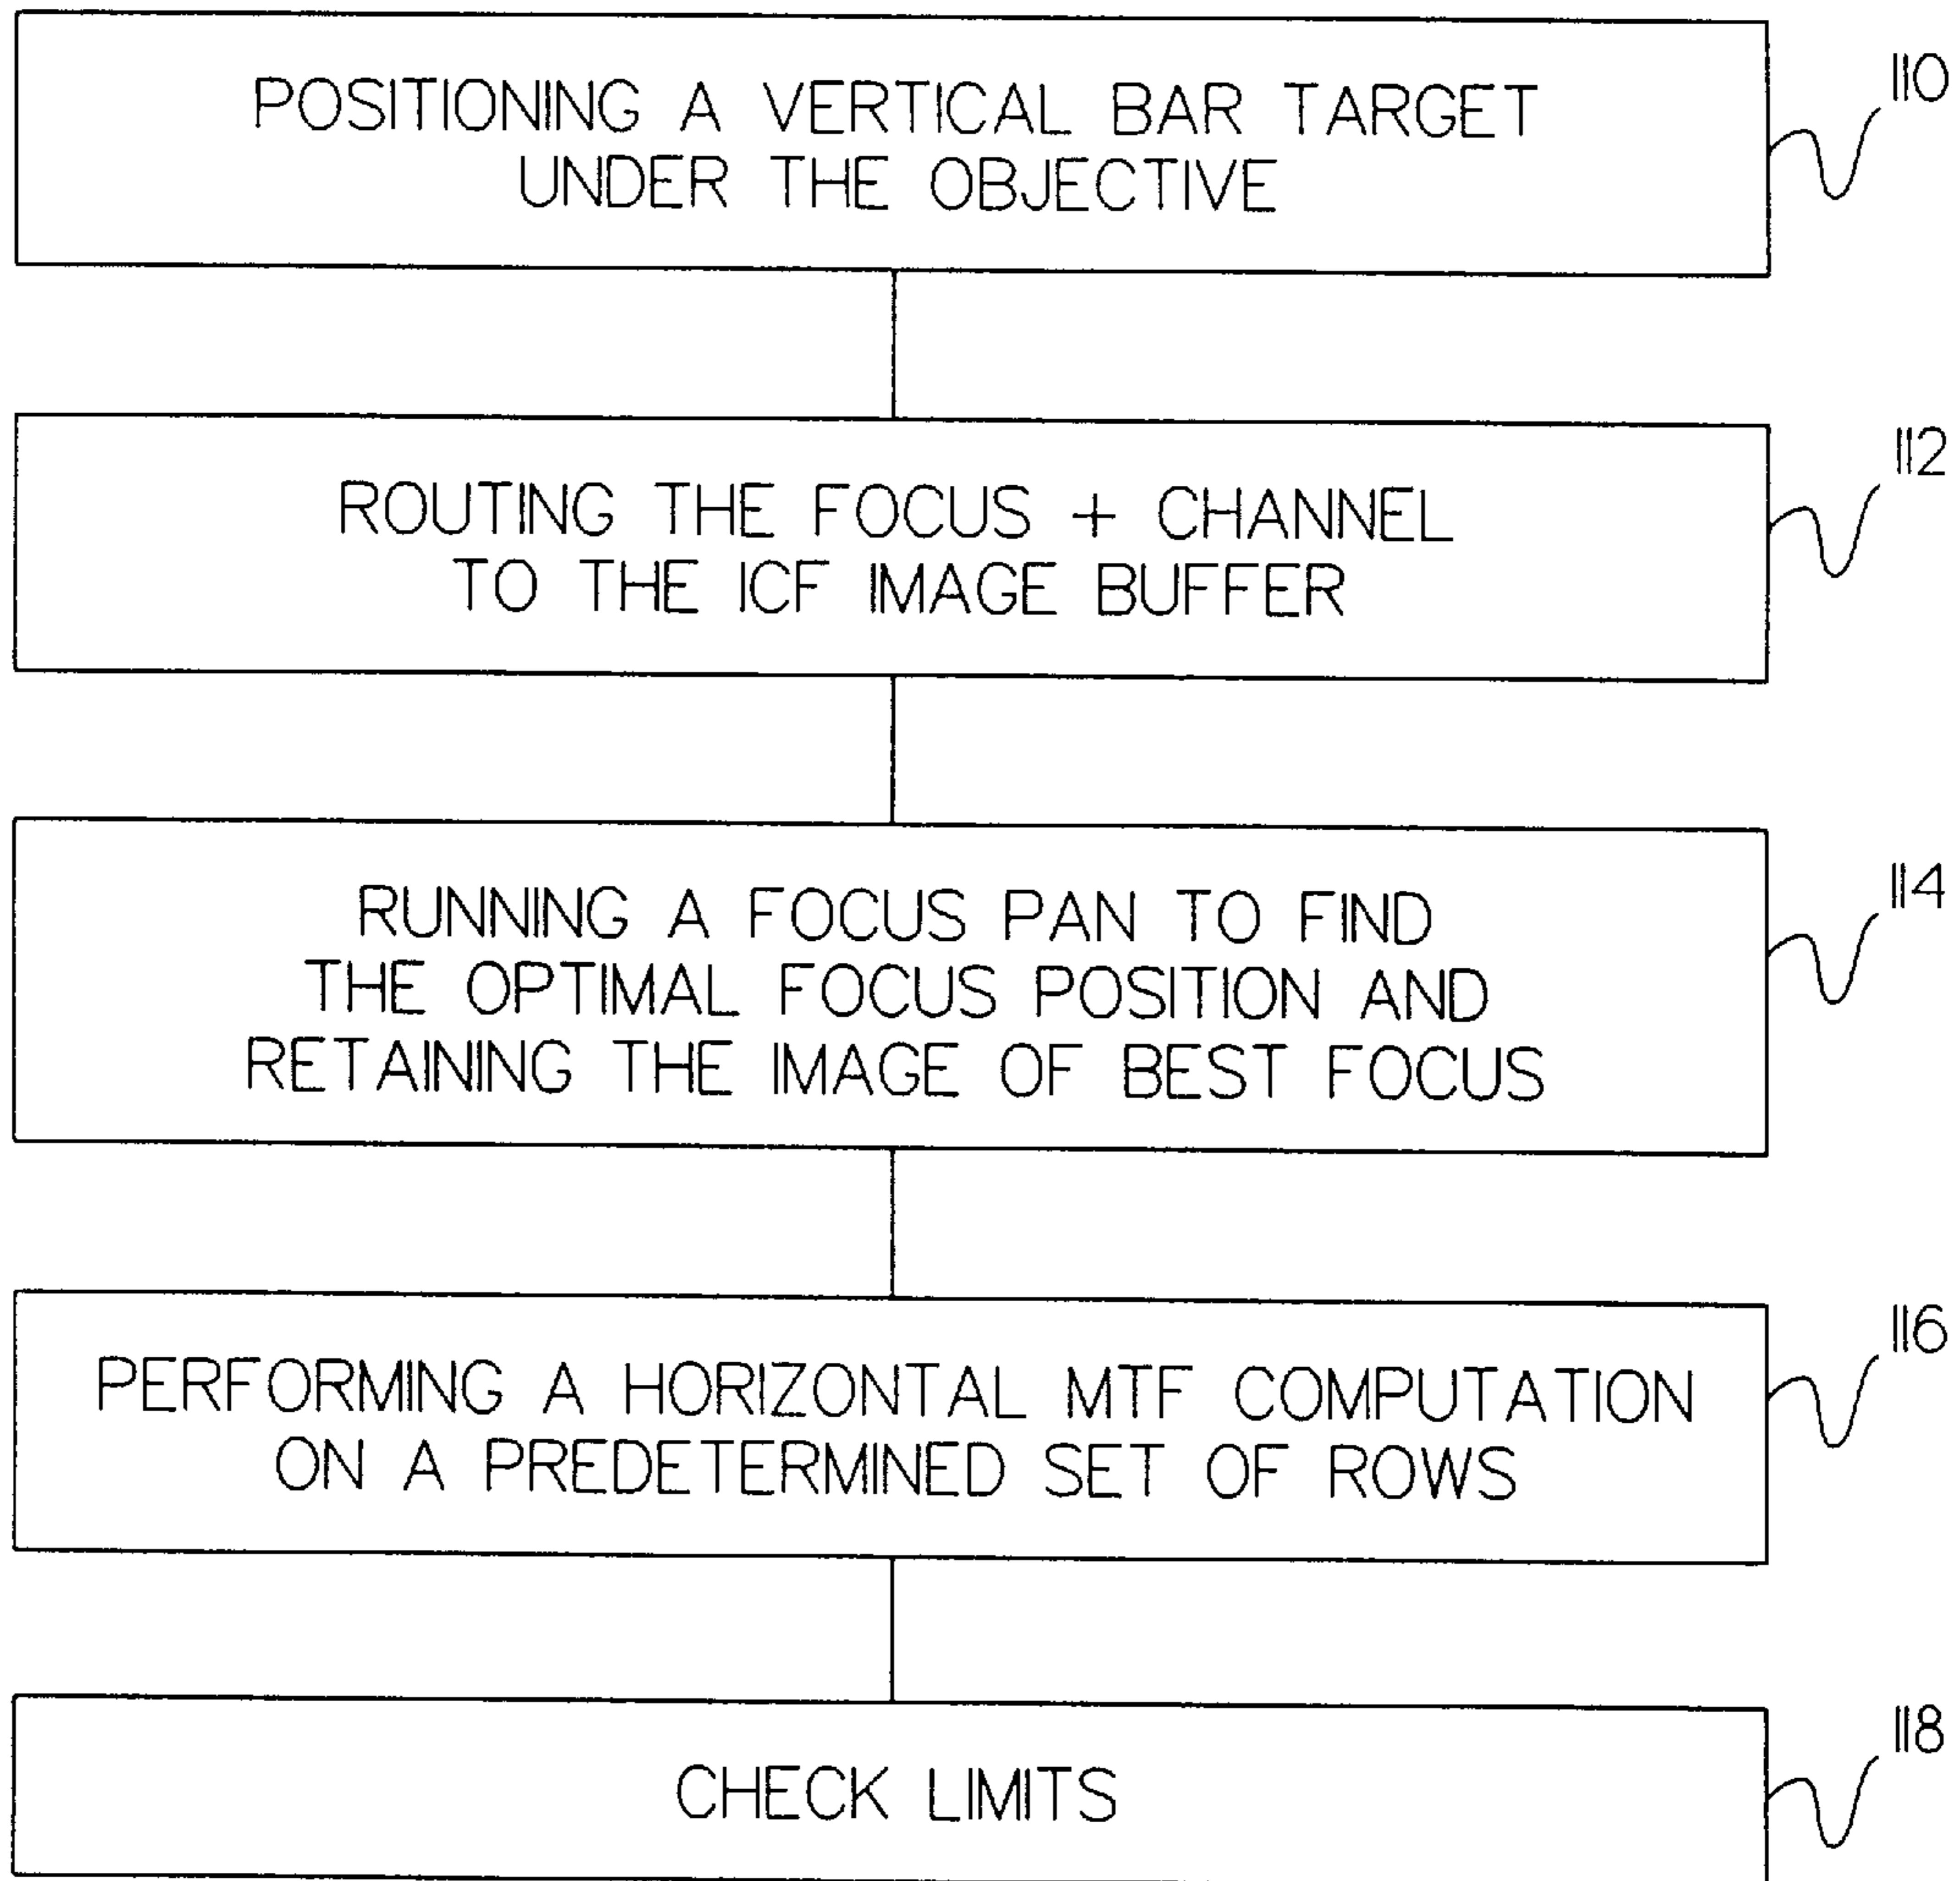 POSITIONING A VERTICAL BAR TARGET
UNDER THE OBJECTIVE
110
ROUTING THE FOCUS + CHANNEL
TO THE ICF IMAGE BUFFER
112
RUNNING A FOCUS PAN TO FIND
THE OPTIMAL FOCUS POSITION AND
RETAINING THE IMAGE OF BEST FOCUS
114
PERFORMING A HORIZONTAL MTF COMPUTATION
ON A PREDETERMINED SET OF ROWS
116
CHECK LIMITS
118